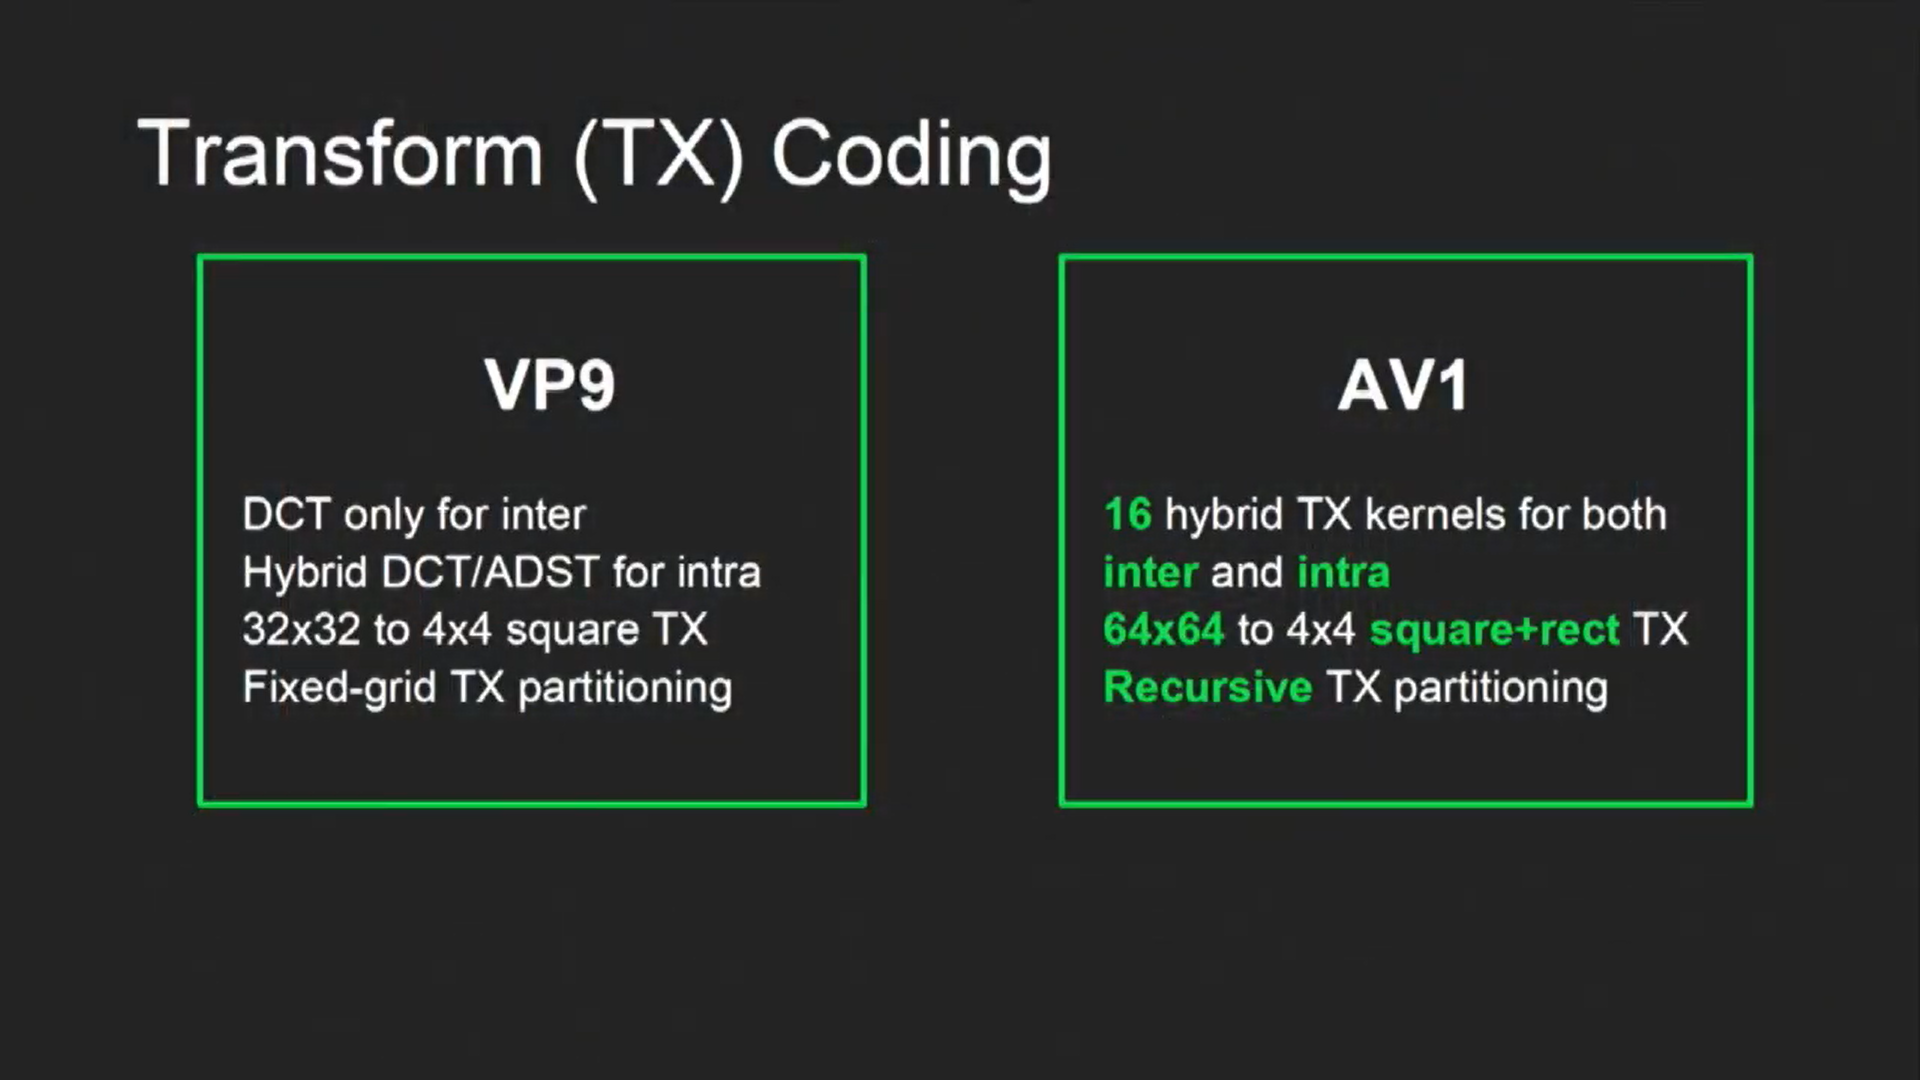 Transform (TX) Coding
VP9
DCT only for inter
Hybrid DCT/ADST for intra
32x32 to 4x4 square TX
Fixed-grid TX partitioning
AV1
16 hybrid TX kernels for both
inter and intra
64x64 to 4x4 square+rect TX
Recursive TX partitioning